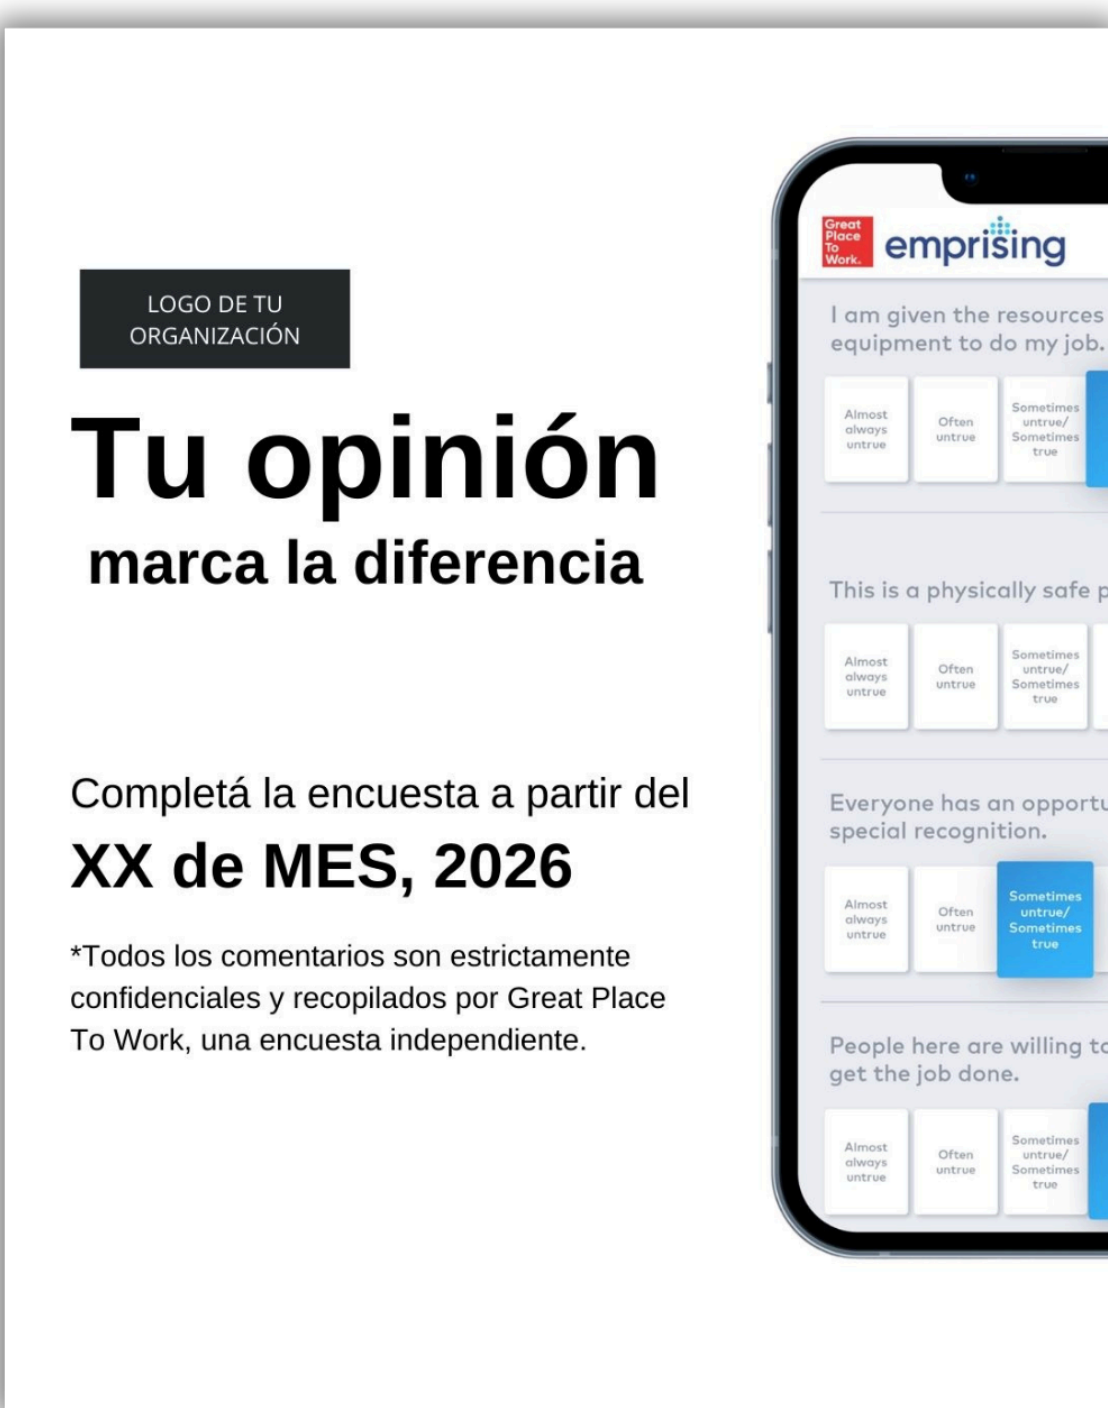 LOGO DE TU
ORGANIZACIÓN
Tu opinión
marca la diferencia
Completá la encuesta a partir del
XX de MES, 2026
*Todos los comentarios son estrictamente
confidenciales y recopilados por Great Place
To Work, una encuesta independiente.
Great
Place
To
Work.
emprising
I am given the resources
equipment to do my job.
Almost
always
untrue
Often
untrue
Sometimes
untrue/
Sometimes
true
This is a physically safe p
Almost
always
untrue
Often
untrue
Sometimes
untrue/
Sometimes
true
Everyone has an opportu
special recognition.
Almost
always
untrue
Often
untrue
Sometimes
untrue/
Sometimes
true
People here are willing to
get the job done.
Almost
always
untrue
Often
untrue
Sometimes
untrue/
Sometimes
true